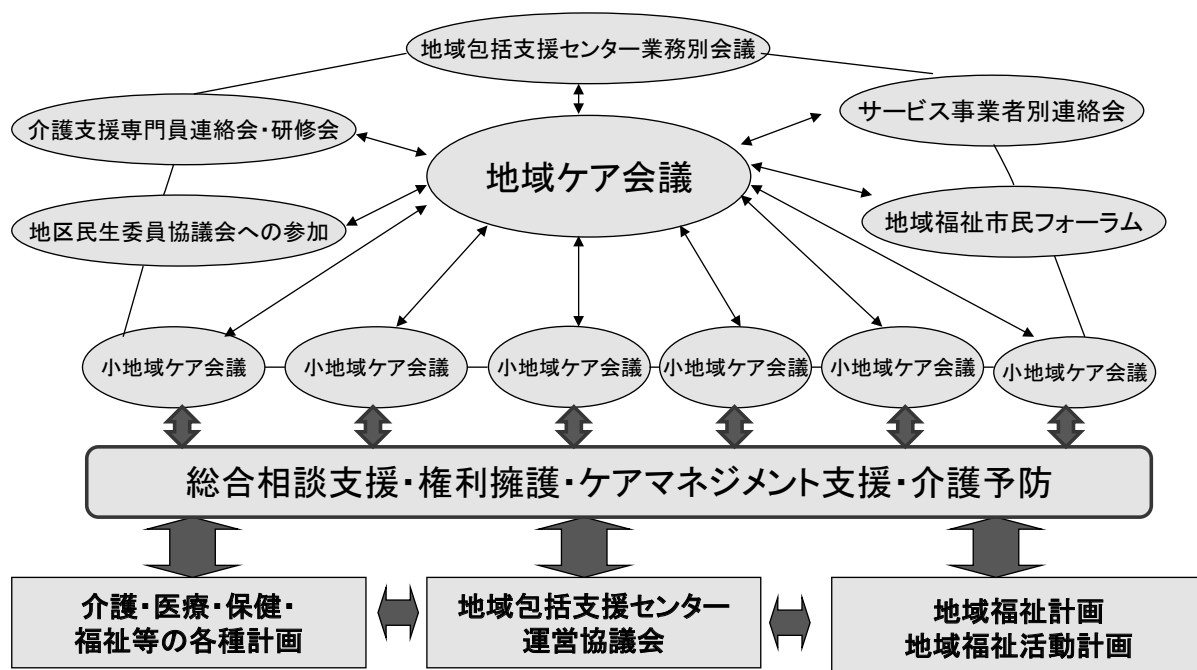 地域包括支援センター業務別会議
介護支援専門員連絡会・研修会
サービス事業者別連絡会
地域ケア会議
地区民生委員協議会への参加
地域福祉市民フォーラム
小地域ケア会議
小地域ケア会議
小地域ケア会議
小地域ケア会議
小地域ケア会議
小地域ケア会議
総合相談支援・権利擁護・ケアマネジメント支援・介護予防
介護・医療・保健・
福祉等の各種計画
地域包括支援センター
運営協議会
地域福祉計画
地域福祉活動計画